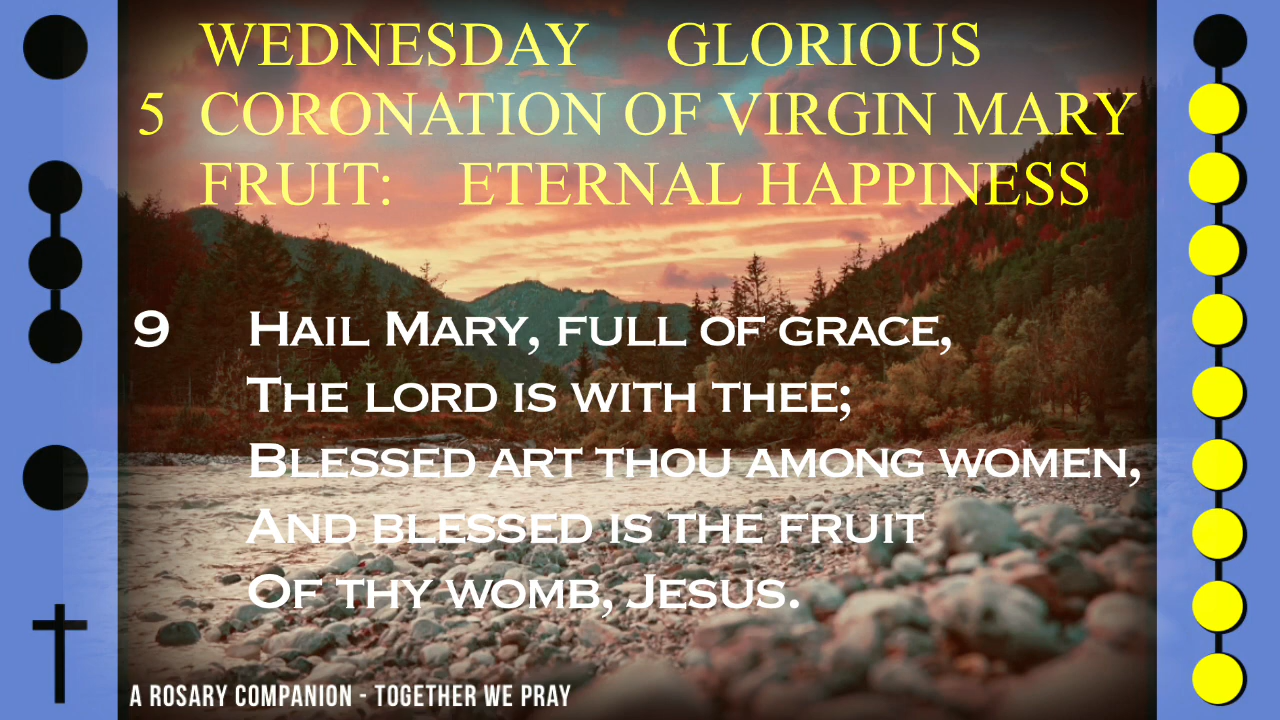 WEDNESDAY GLORIOUS
5 CORONATION OF VIRGIN MARY
FRUIT: ETERNAL HAPPINESS
9 HAIL MARY, FULL OF GRACE,
THE LORD IS WITH THEE;
BLESSED ART THOU AMONG WOMEN,
AND BLESSED IS THE FRUIT
OF THY WOMB, JESUS.
A ROSARY COMPANION - TOGETHER WE PRAY